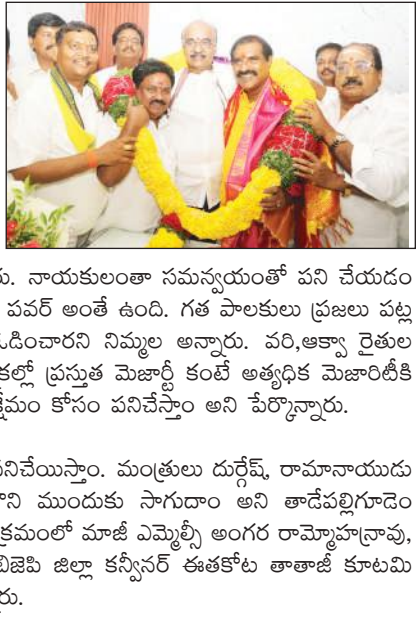 రు. నాయకులంతా సమన్వయంతో పని చేయడం
పవర్ అంతే ఉంది. గత పాలకులు ప్రజలు పట్ల
డించారని నిమ్మల అన్నారు. వరి,ఆక్వా రైతుల
కల్లో ప్రస్తుత మెజార్టీ కంటే అత్యధిక మెజారిటీకి
క్షేమం కోసం పనిచేస్తాం అని పేర్కొన్నారు.
పనిచేయిస్తాం. మంత్రులు దుర్గేష్, రామానాయుడు
ాని ముందుకు సాగుదాం అని తాడేపల్లిగూడెం
క్రమంలో మాజీ ఎమ్మెల్సీ అంగర రామ్మోహన్రావు,
బిజెపి జిల్లా కన్వీనర్ ఈతకోట తాతాజీ కూటమి
రు.